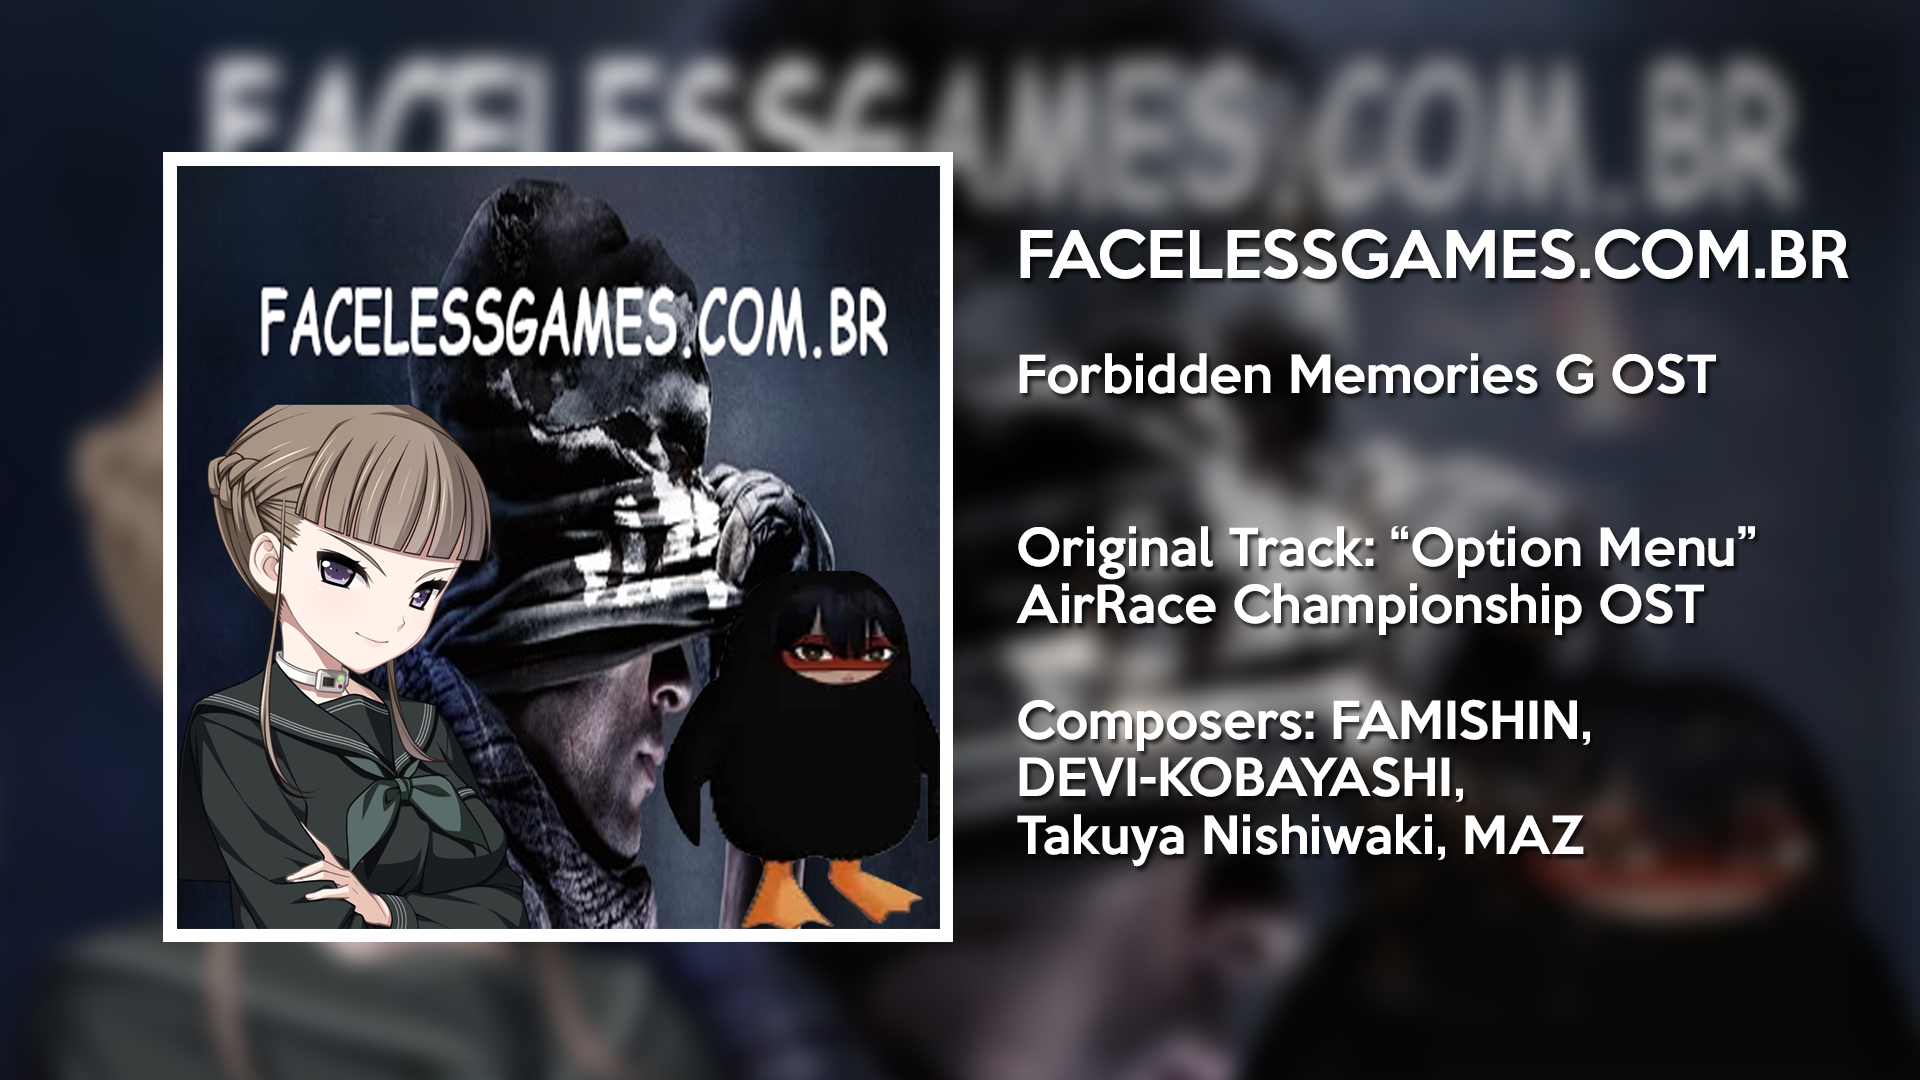 FACELESSGAMES.COM.BR
FACELESSGAMES.COM.BR
FACELESSGAMES.COM.BR
Forbidden Memories G OST
Original Track: “Option Menu”
AirRace Championship OST
Composers: FAMISHIN,
DEVI-KOBAYASHI,
Takuya Nishiwaki, MAZ